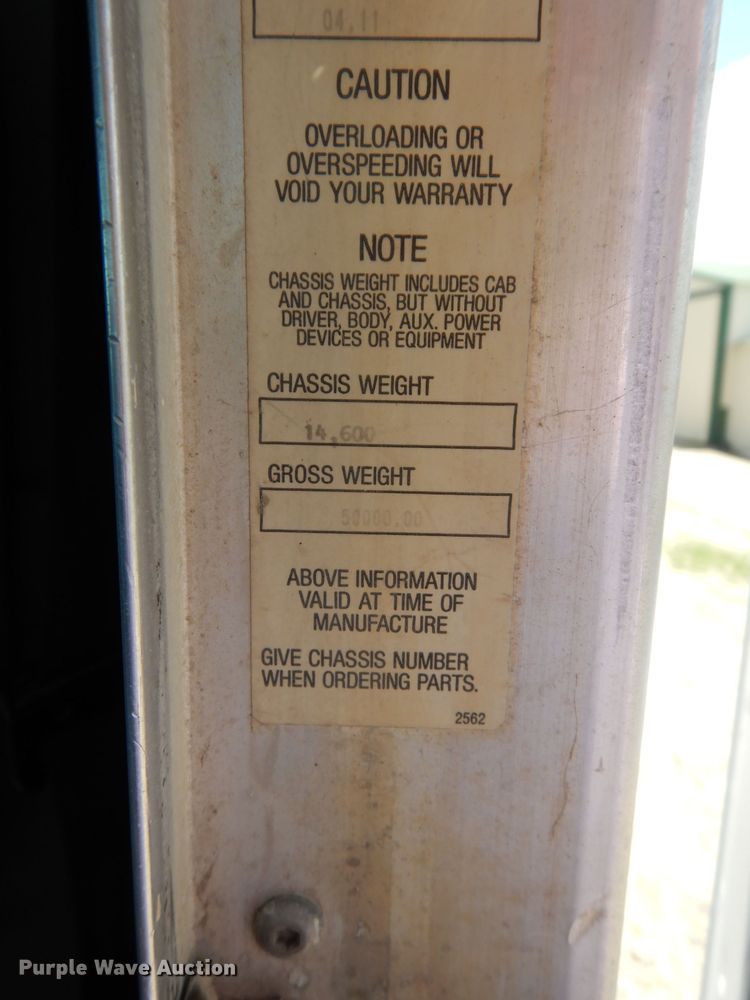 04.11
CAUTION
OVERLOADING OR
OVERSPEEDING WILL
VOID YOUR WARRANTY
NOTE
CHASSIS WEIGHT INCLUDES CAB
AND CHASSIS, BUT WITHOUT
DRIVER, BODY, AUX. POWER
DEVICES OR EQUIPMENT
CHASSIS WEIGHT
14,600
GROSS WEIGHT
50000.00
ABOVE INFORMATION
VALID AT TIME OF
MANUFACTURE
GIVE CHASSIS NUMBER
WHEN ORDERING PARTS.
2562
Purple Wave Auction